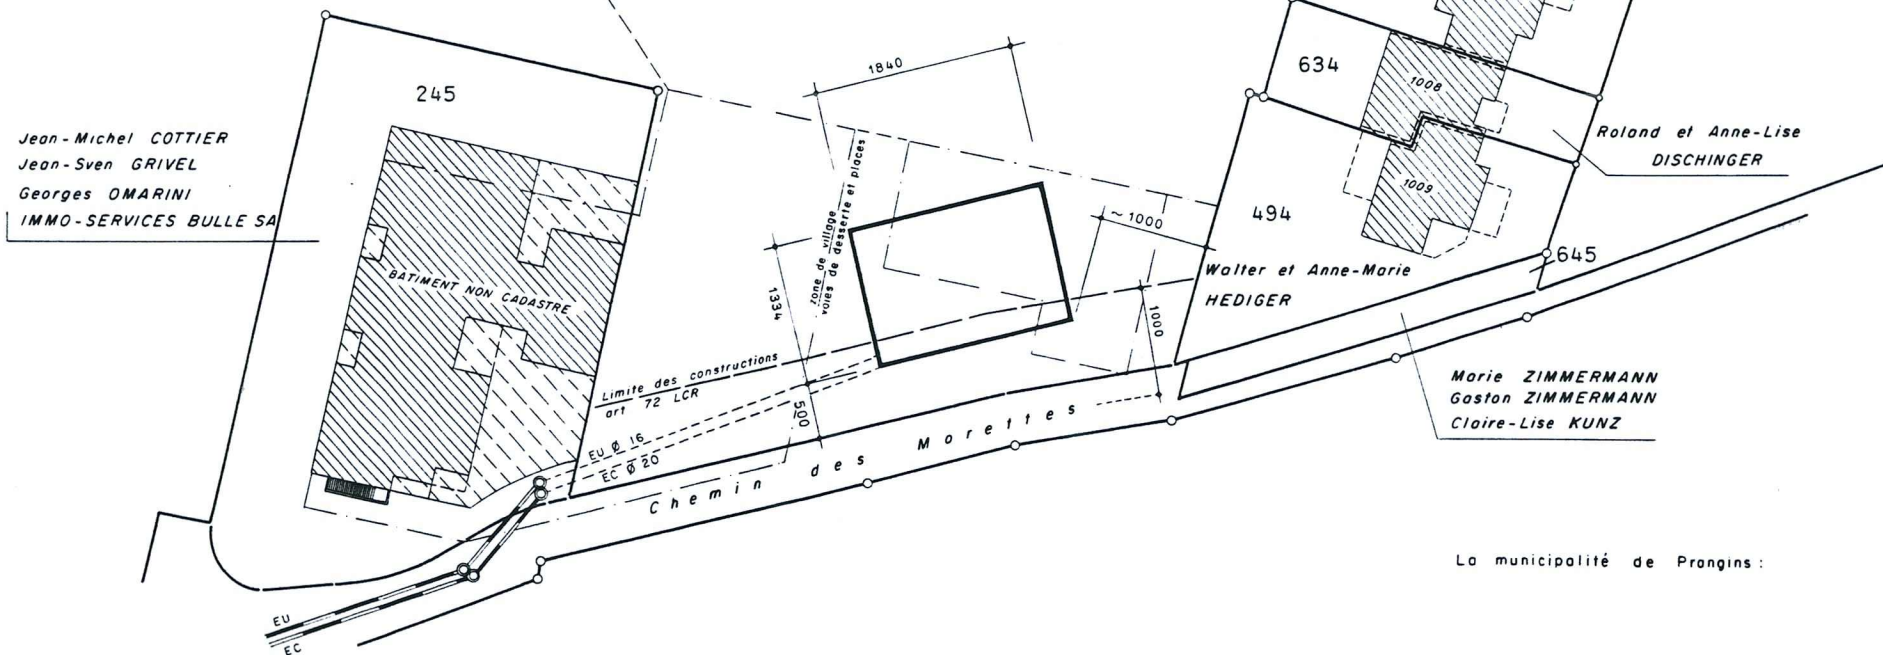 1840
634
1008
245
Jean-Michel COTTIER
Jean-Sven GRIVEL
Georges OMARINI
IMMO-SERVICES BULLE SA
Roland et Anne-Lise
DISCHINGER
1009
zone de village
voies de desserte et places
~ 1000
494
BATIMENT NON CADASTRE
1334
Walter et Anne-Marie
HEDIGER
645
1000
Limite des constructions
art 72 LCR
500
Marie ZIMMERMANN
Gaston ZIMMERMANN
Claire-Lise KUNZ
EU Ø 16
EC Ø 20
Chemin des Morettes
La municipalité de Prangins :
EU
EC